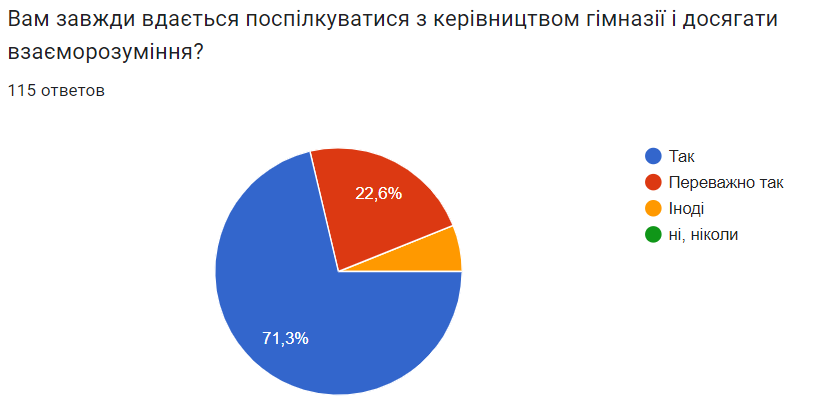 Вам завжди вдається поспілкуватися з керівництвом гімназії і досягати
взаєморозуміння?
115 ответов
22,6%
71,3%
Так
Переважно так
Іноді
ні, ніколи